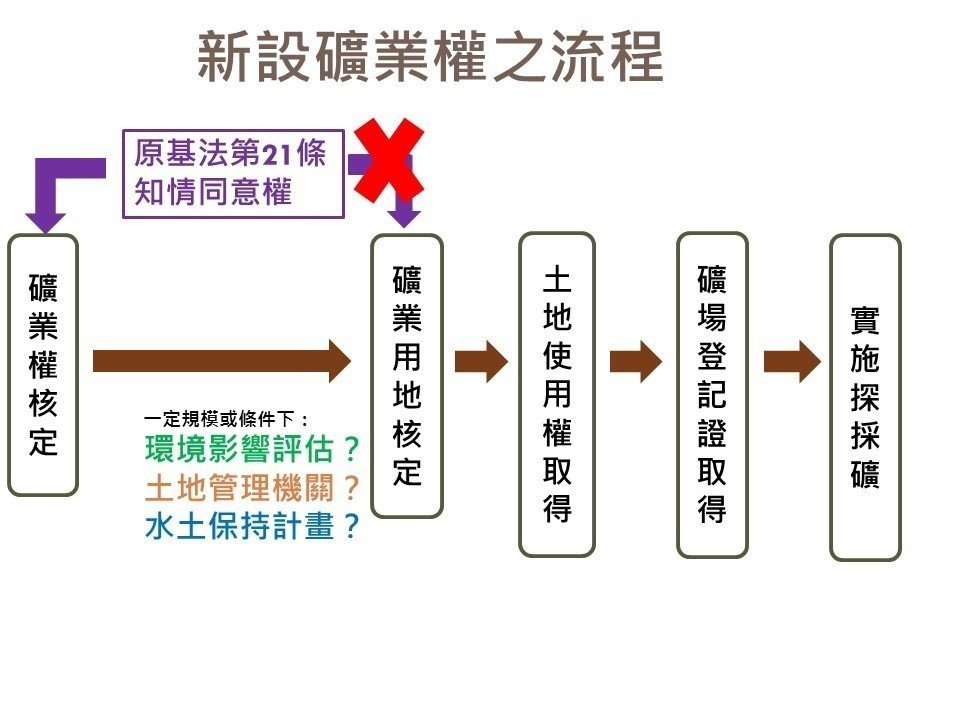 新設礦業權之流程
原基法第21條
知情同意權
礦業權核定
一定規模或條件下：
環境影響評估？
土地管理機關？
水土保持計畫？
礦業用地核定
土地使用權取得
礦場登記證取得
實施探採礦